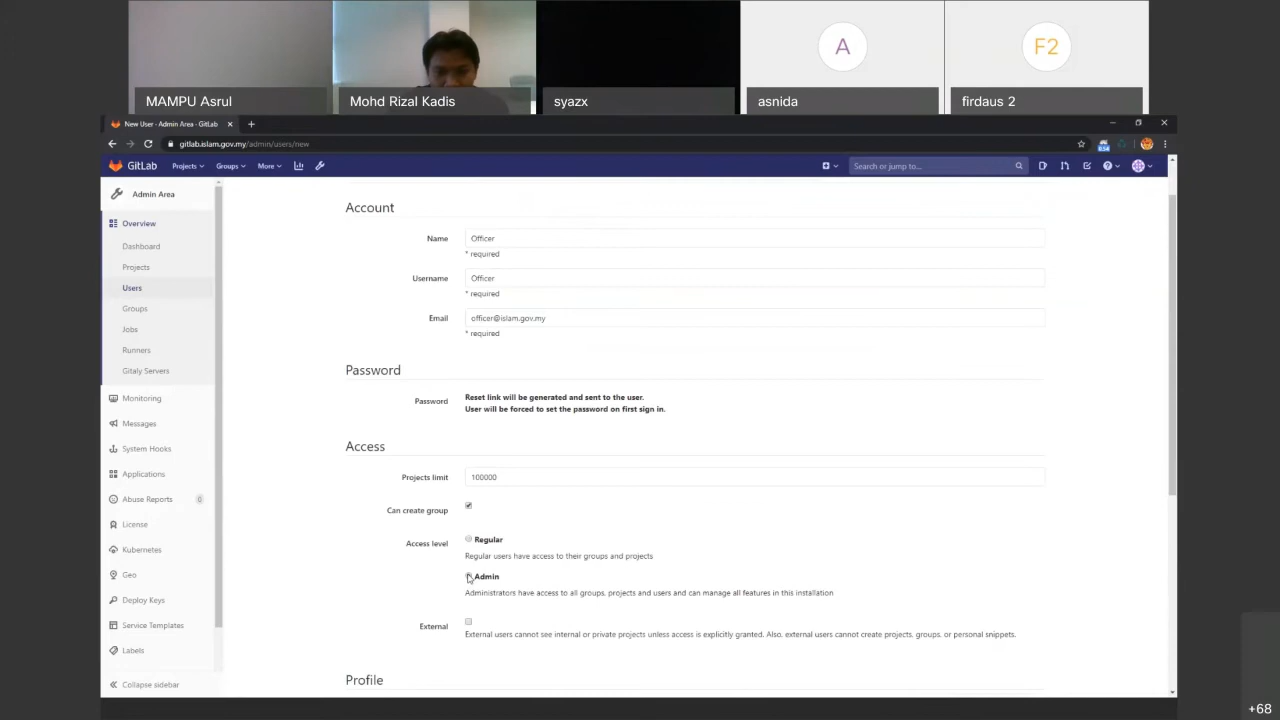 A
F2
MAMPU Asrul
Mohd Rizal Kadis
syazx
asnida
firdaus 2
New User · Admin Area · GitLab
gitlab.islam.gov.my/admin/users/new
GitLab
Projects
Groups
More
Search or jump to...
Admin Area
Overview
Dashboard
Projects
Users
Groups
Jobs
Runners
Gitaly Servers
Monitoring
Messages
System Hooks
Applications
Abuse Reports 0
License
Kubernetes
Geo
Deploy Keys
Service Templates
Labels
Collapse sidebar
Account
Name Officer
* required
Username Officer
* required
Email officer@islam.gov.my
* required
Password
Password Reset link will be generated and sent to the user.
User will be forced to set the password on first sign in.
Access
Projects limit 100000
Can create group
Access level Regular
Regular users have access to their groups and projects
Admin
Administrators have access to all groups, projects and users and can manage all features in this installation
External
External users cannot see internal or private projects unless access is explicitly granted. Also, external users cannot create projects, groups, or personal snippets.
Profile
+68